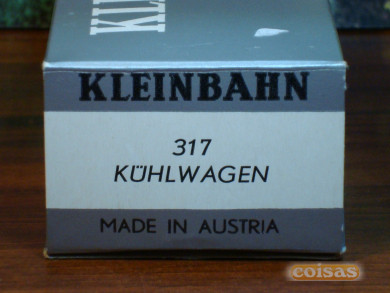 KLEINBAHN
317
KÜHLWAGEN
MADE IN AUSTRIA
coisas